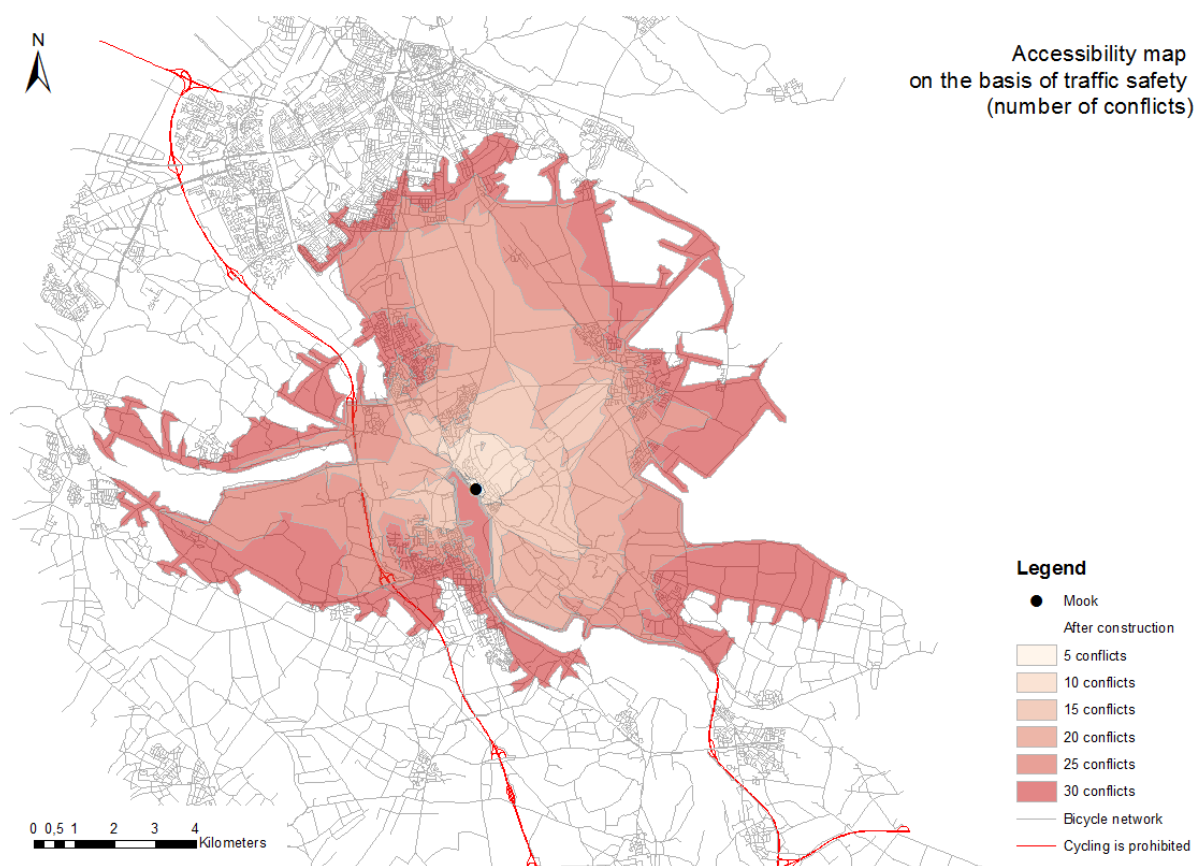 N
Accessibility map
on the basis of traffic safety
(number of conflicts)
Legend
Mook
After construction
5 conflicts
10 conflicts
15 conflicts
20 conflicts
25 conflicts
30 conflicts
Bicycle network
Cycling is prohibited
0 0,5 1 2 3 4
Kilometers